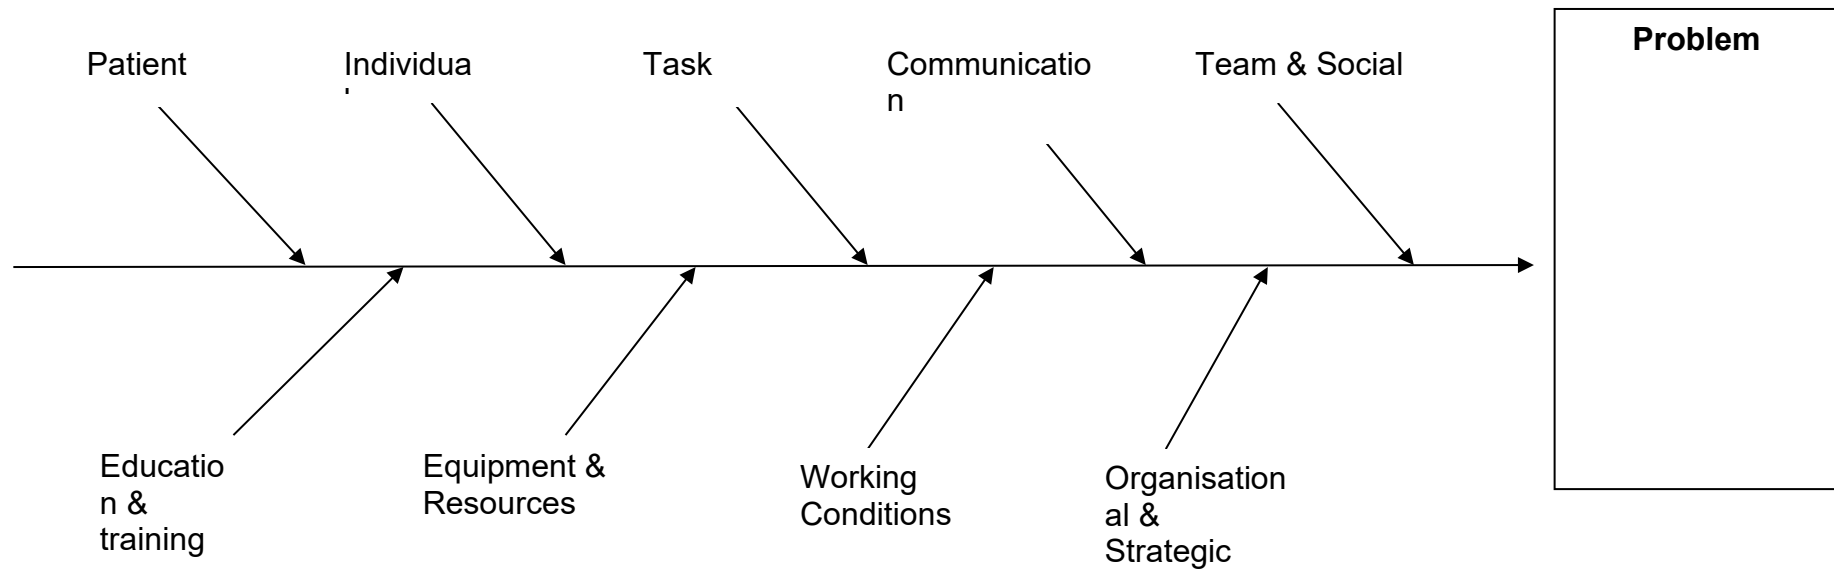 Problem
Patient
Individua
Task
Communicatio
n
Team & Social
Educatio
n &
training
Equipment &
Resources
Working
Conditions
Organisation
al &
Strategic